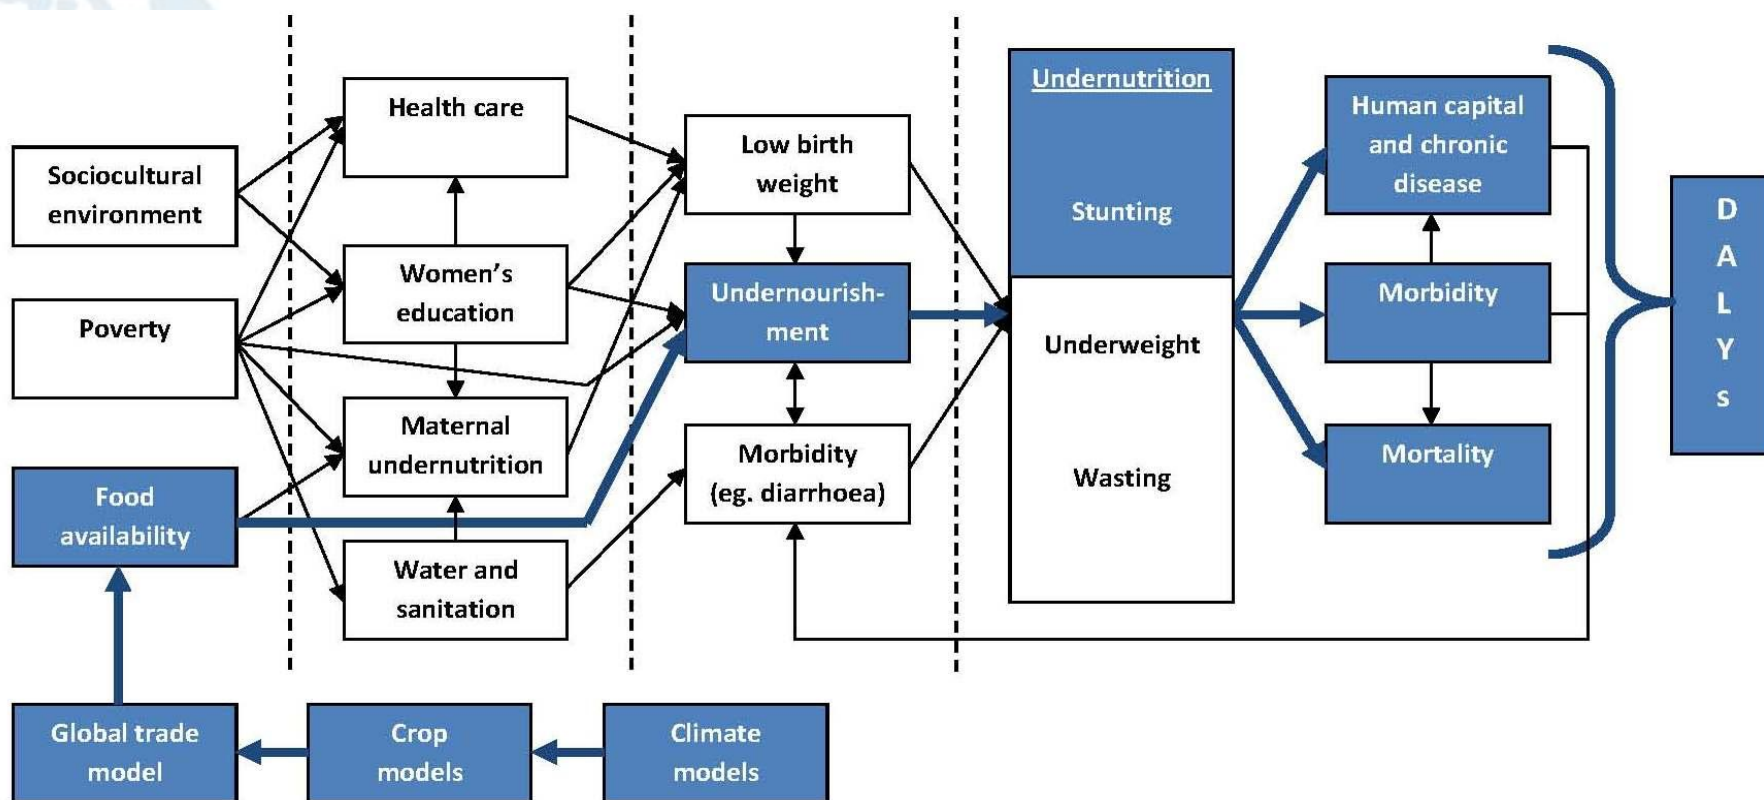 Sociocultural
environment
Poverty
Food
availability
Global trade
model
Crop
models
Climate
models
Health care
Women’s
education
Maternal
undernutrition
Water and
sanitation
Low birth
weight
Undernourish-
ment
Morbidity
(eg. diarrhoea)
Undernutrition
Stunting
Underweight
Wasting
Human capital
and chronic
disease
Morbidity
Mortality
D
A
L
Y
s